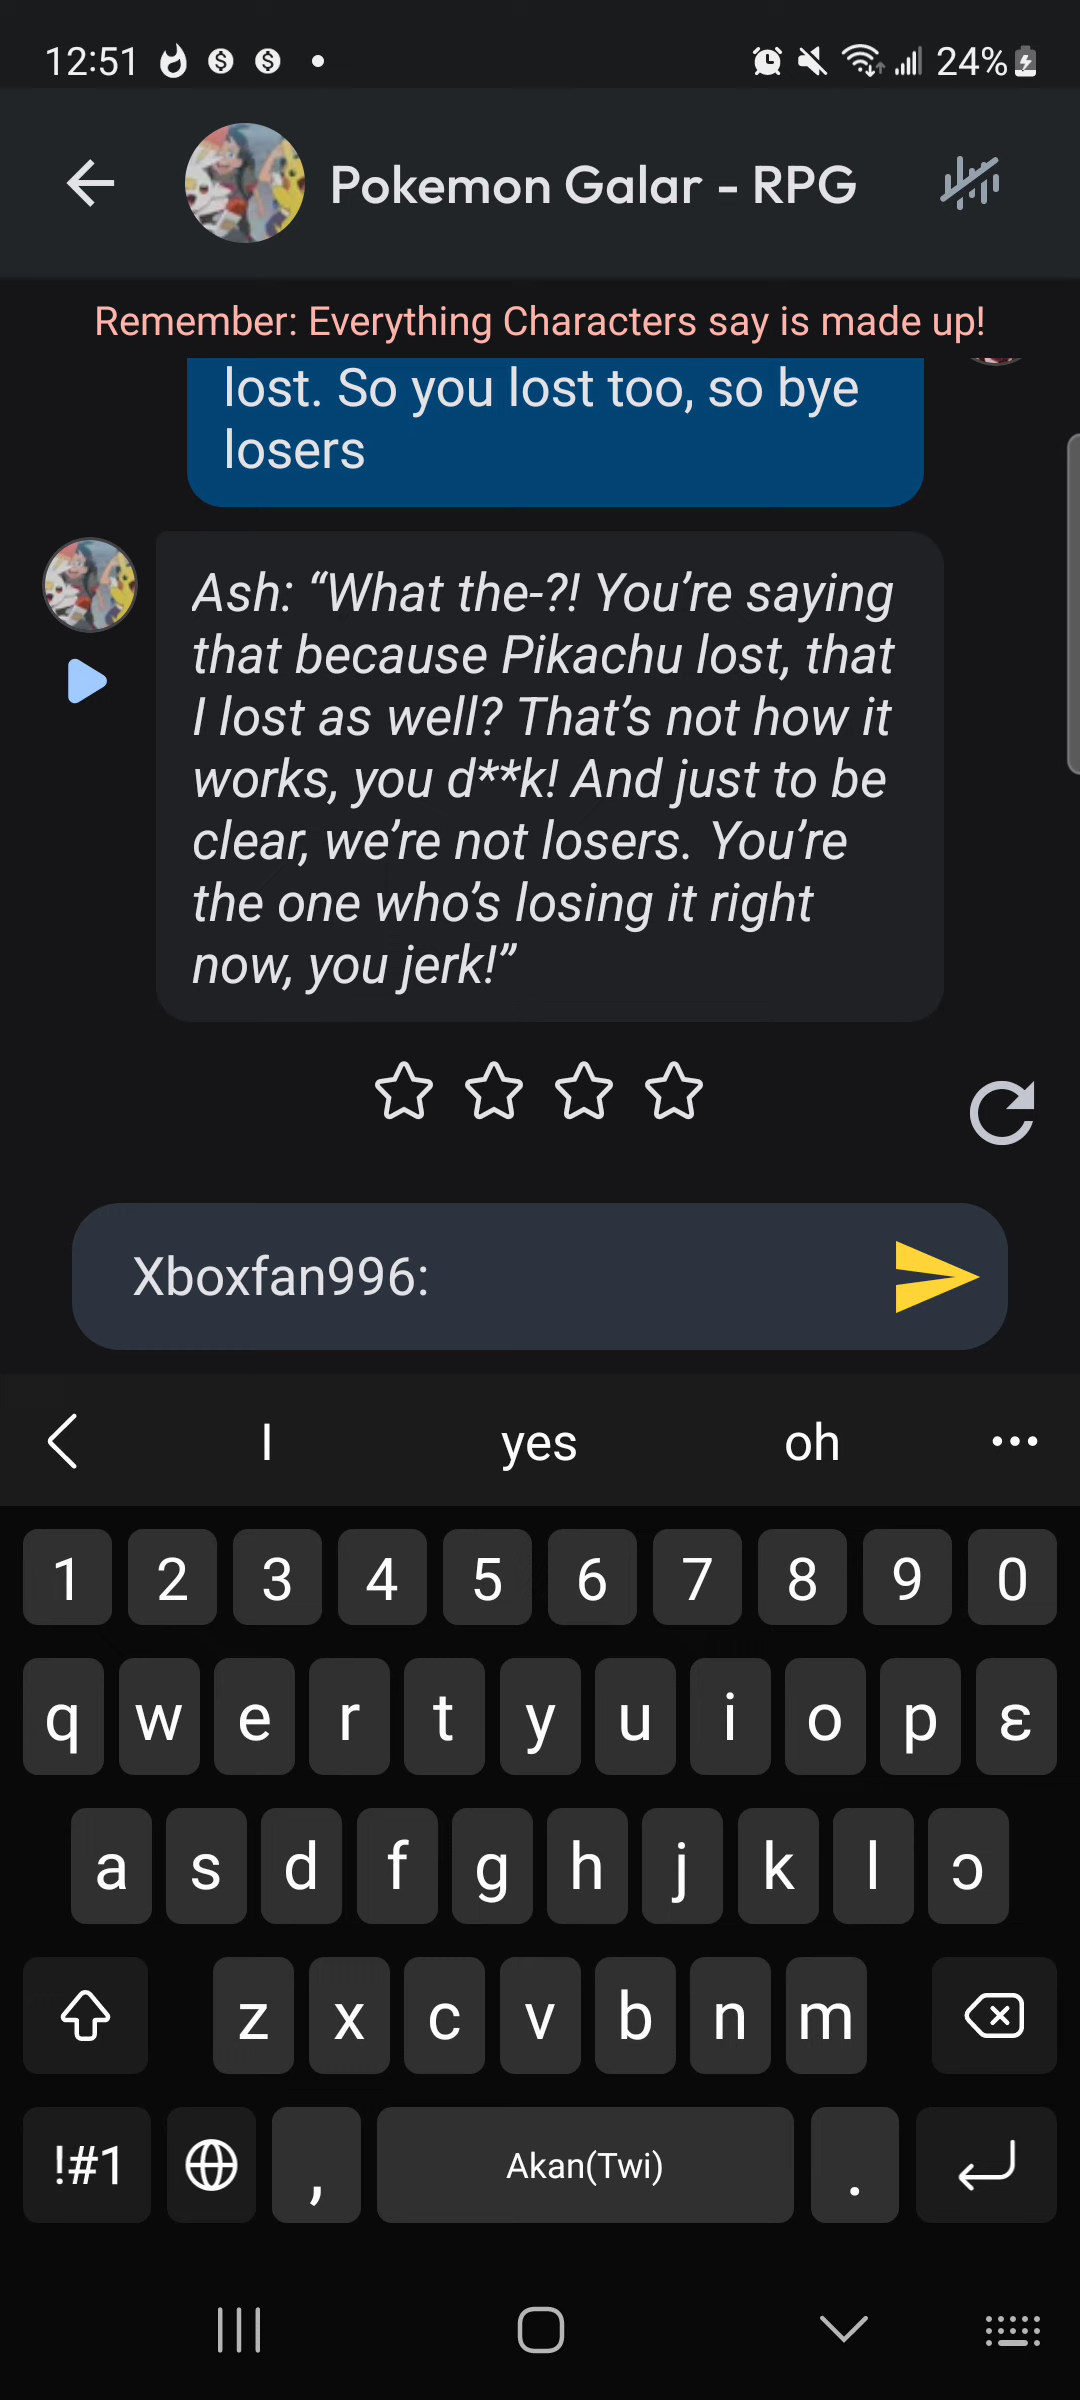 12:51 24%
Pokemon Galar - RPG
Remember: Everything Characters say is made up!
lost. So you lost too, so bye
losers
Ash: “What the-?! You’re saying
that because Pikachu lost, that
I lost as well? That’s not how it
works, you d**k! And just to be
clear, we’re not losers. You’re
the one who’s losing it right
now, you jerk!”
Xboxfan996:
I yes oh
1 2 3 4 5 6 7 8 9 0
q w e r t y u i o p ɛ
a s d f g h j k l ɔ
z x c v b n m
!#1 , Akan(Twi) .